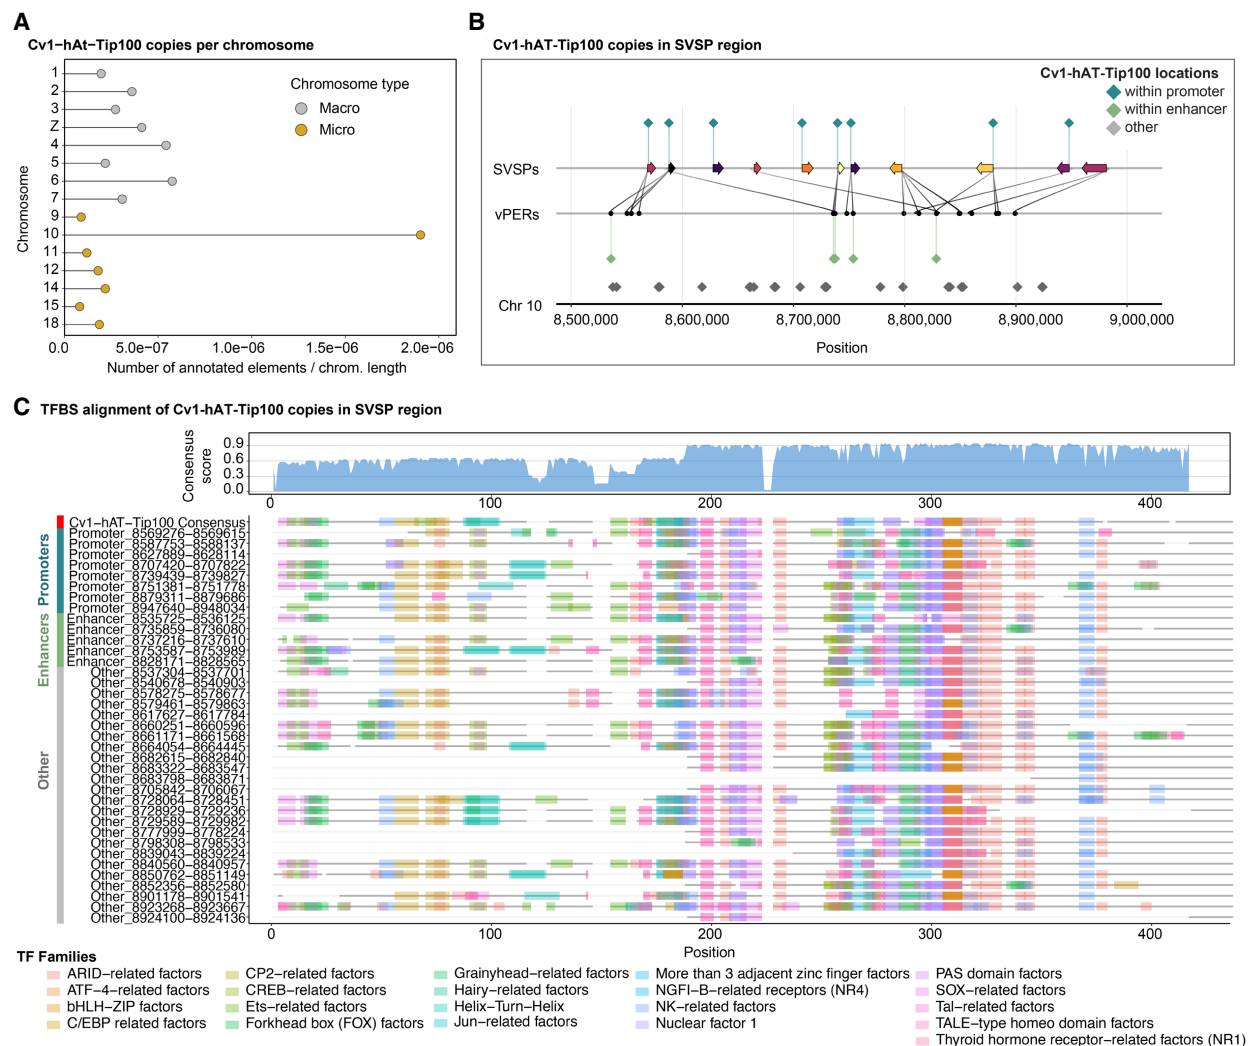 A
Cv1−hAt−Tip100 copies per chromosome
Chromosome
1
2
3
Z
4
5
6
7
9
10
11
12
14
15
18
Chromosome type
Macro
Micro
0.0
5.0e−07
1.0e−06
1.5e−06
2.0e−06
Number of annotated elements / chrom. length
B
Cv1-hAT-Tip100 copies in SVSP region
Cv1-hAT-Tip100 locations
within promoter
within enhancer
other
SVSPs
vPERs
Chr 10
8,500,000
8,600,000
8,700,000
8,800,000
8,900,000
9,000,000
Position
C
TFBS alignment of Cv1-hAT-Tip100 copies in SVSP region
Consensus
score
0.9
0.6
0.3
0.0
0
100
200
300
400
Promoters
Enhancers
Other
Cv1−hAT−Tip100 Consensus
Promoter_8569276−8569615
Promoter_8587753−8588137
Promoter_8627889−8628114
Promoter_8707420−8707822
Promoter_8739439−8739827
Promoter_8751381−8751778
Promoter_8879311−8879686
Promoter_8947640−8948034
Enhancer_8535725−8536125
Enhancer_8735859−8736080
Enhancer_8737216−8737610
Enhancer_8753587−8753989
Enhancer_8828171−8828565
Other_8537304−8537701
Other_8540678−8540903
Other_8578275−8578677
Other_8579461−8579863
Other_8617627−8617784
Other_8660251−8660596
Other_8661171−8661568
Other_8664054−8664445
Other_8682615−8682840
Other_8683322−8683547
Other_8683798−8683871
Other_8705842−8706067
Other_8728064−8728451
Other_8728929−8729235
Other_8729589−8729982
Other_8777999−8778224
Other_8798308−8798533
Other_8839043−8839224
Other_8840560−8840957
Other_8850762−8851149
Other_8852356−8852580
Other_8901178−8901541
Other_8923268−8923667
Other_8924100−8924136
0
100
200
300
400
Position
TF Families
ARID−related factors
ATF−4−related factors
bHLH−ZIP factors
C/EBP related factors
CP2−related factors
CREB−related factors
Ets−related factors
Forkhead box (FOX) factors
Grainyhead−related factors
Hairy−related factors
Helix−Turn−Helix
Jun−related factors
More than 3 adjacent zinc finger factors
NGFI−B−related receptors (NR4)
NK−related factors
Nuclear factor 1
PAS domain factors
SOX−related factors
Tal−related factors
TALE−type homeo domain factors
Thyroid hormone receptor−related factors (NR1)